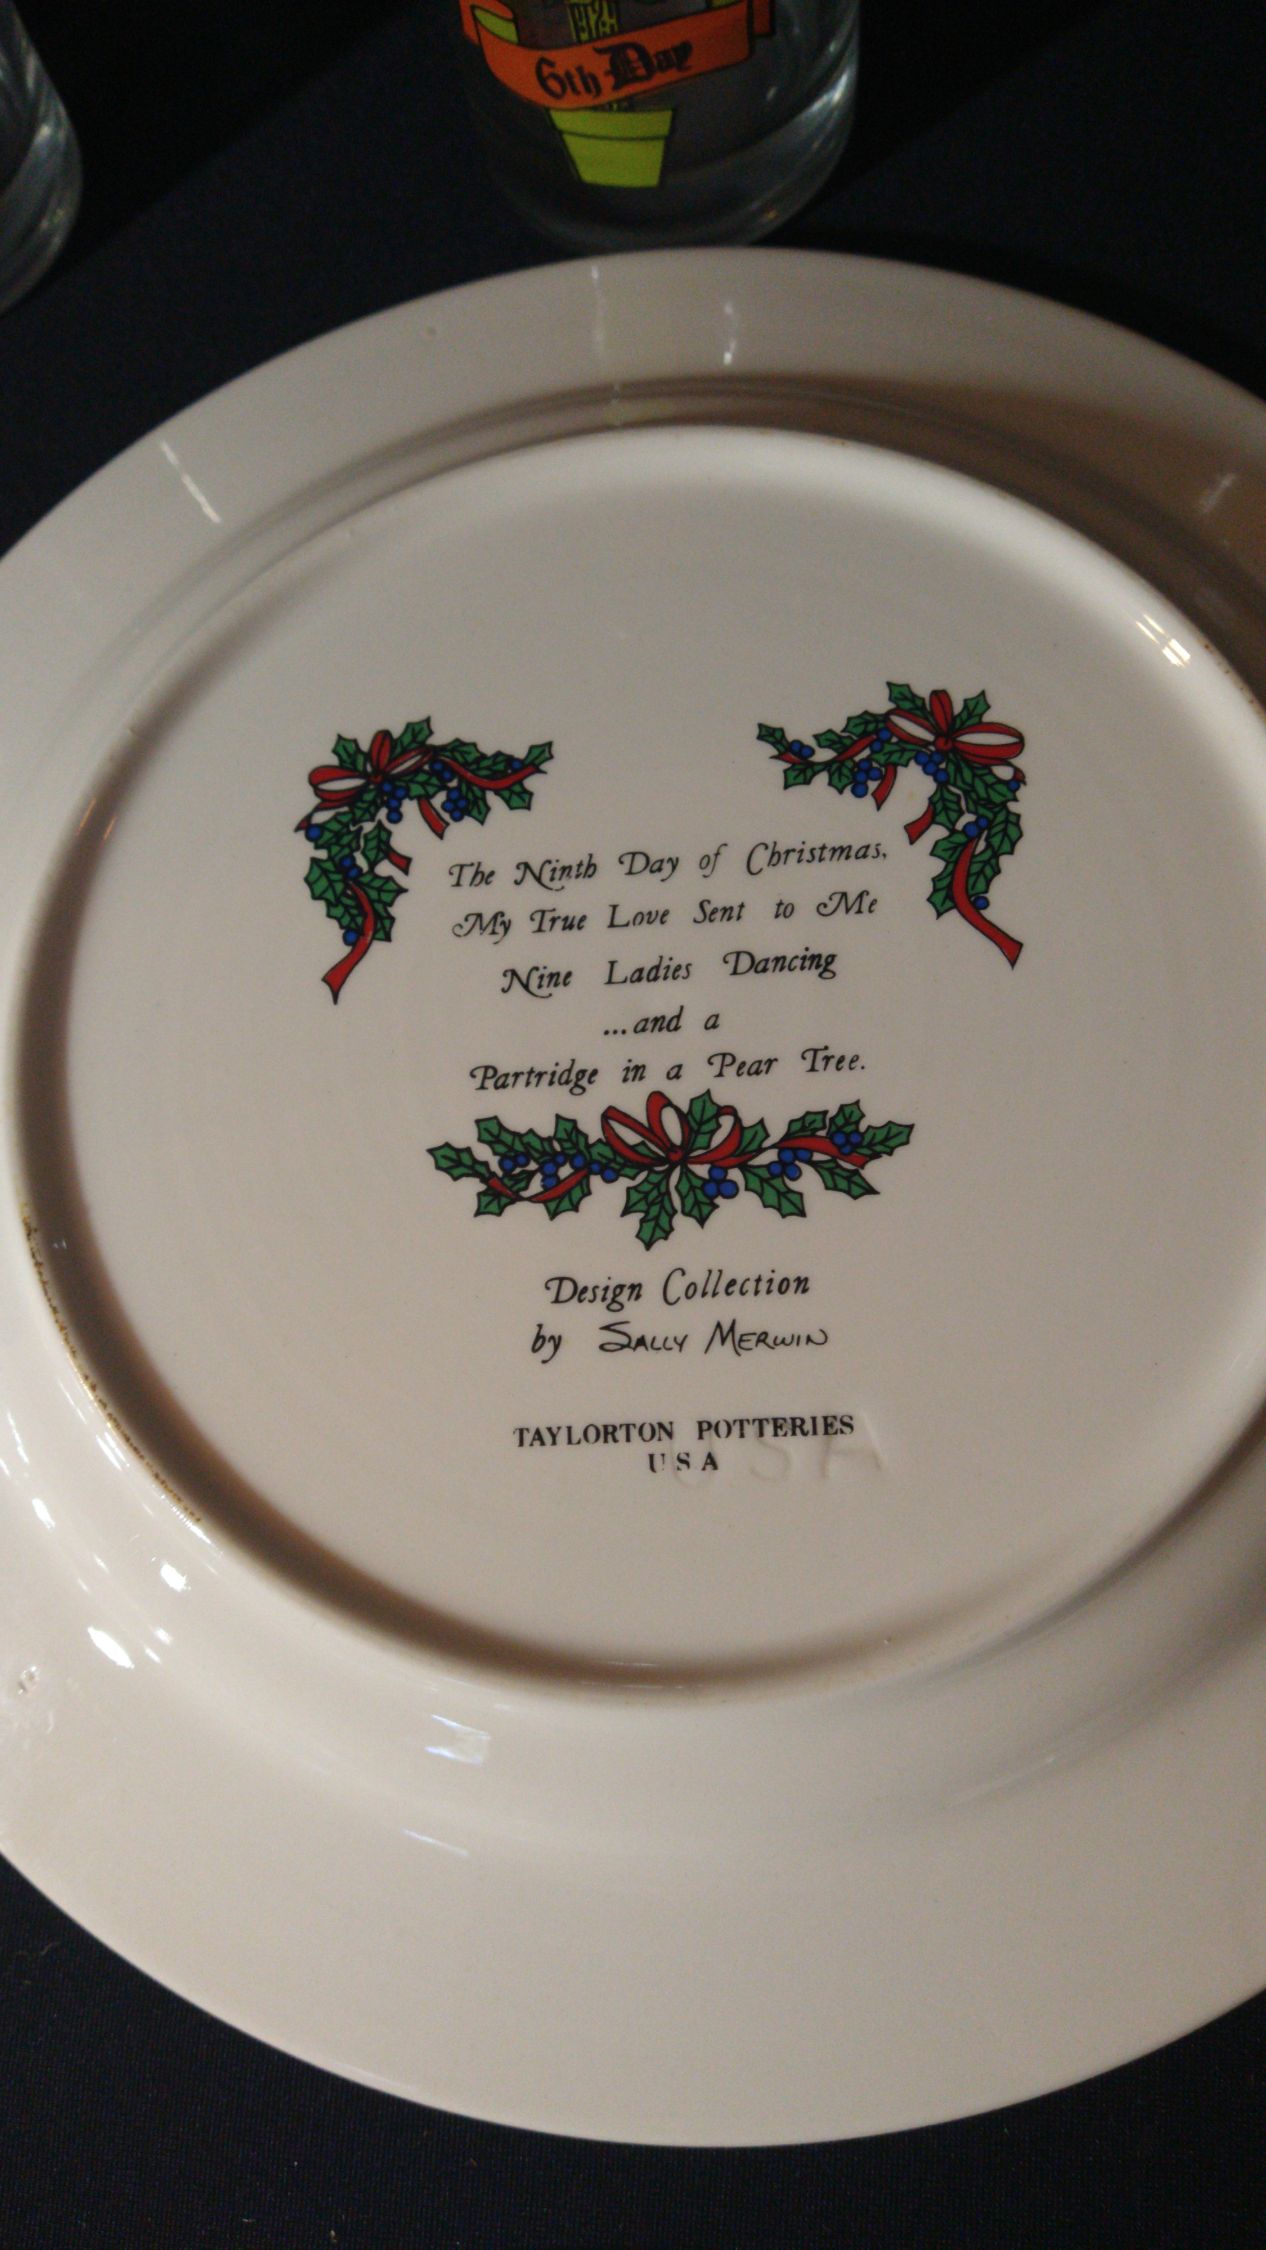 6th Day
The Ninth Day of Christmas,
My True Love Sent to Me
Nine Ladies Dancing
...and a
Partridge in a Pear Tree.
Design Collection
by SALLY MERWIN
TAYLORTON POTTERIES
USA
USA